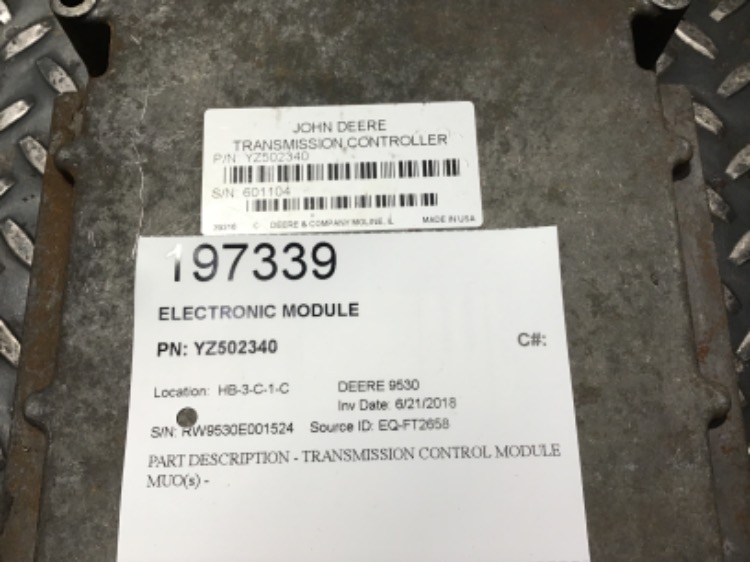 JOHN DEERE
TRANSMISSION CONTROLLER
P/N YZ502340
S/N 601104
C DEERE & COMPANY MOLINE, IL MADE IN USA
197339
ELECTRONIC MODULE
PN: YZ502340 C#:
Location: HB-3-C-1-C DEERE 9530
Inv Date: 6/21/2018
S/N: RW9530E001524 Source ID: EQ-FT2658
PART DESCRIPTION - TRANSMISSION CONTROL MODULE
MUO(s) -